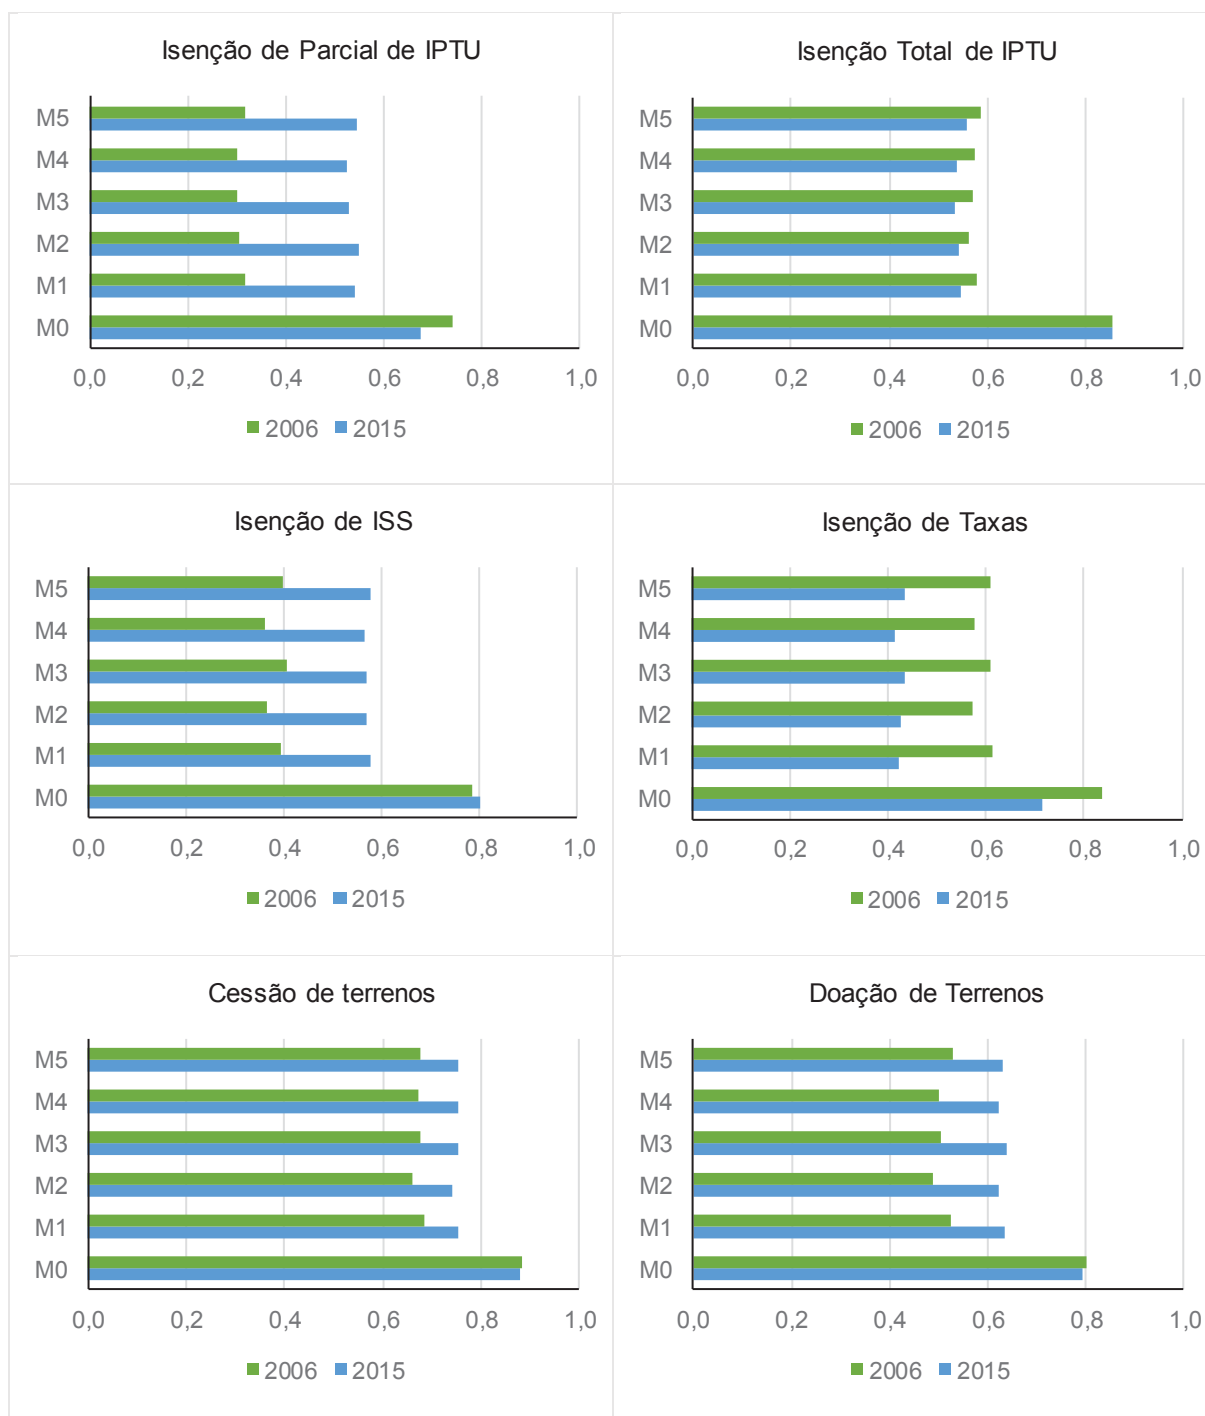 Isenção de Parcial de IPTU
M5
M4
M3
M2
M1
M0
0,0 0,2 0,4 0,6 0,8 1,0
2006 2015
Isenção Total de IPTU
M5
M4
M3
M2
M1
M0
0,0 0,2 0,4 0,6 0,8 1,0
2006 2015
Isenção de ISS
M5
M4
M3
M2
M1
M0
0,0 0,2 0,4 0,6 0,8 1,0
2006 2015
Isenção de Taxas
M5
M4
M3
M2
M1
M0
0,0 0,2 0,4 0,6 0,8 1,0
2006 2015
Cessão de terrenos
M5
M4
M3
M2
M1
M0
0,0 0,2 0,4 0,6 0,8 1,0
2006 2015
Doação de Terrenos
M5
M4
M3
M2
M1
M0
0,0 0,2 0,4 0,6 0,8 1,0
2006 2015